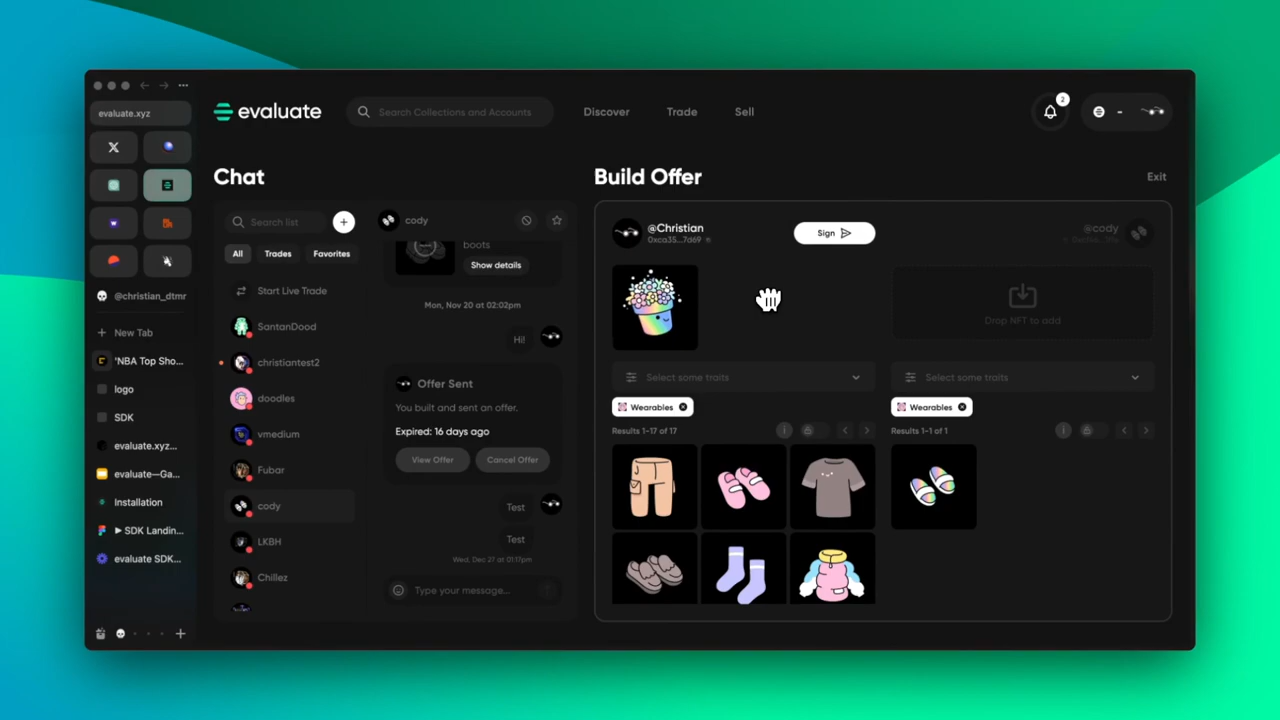 evaluate.xyz
@christian_dtmr
New Tab
'NBA Top Sho...
logo
SDK
evaluate.xyz...
evaluate—Ga...
Installation
▶ SDK Landin...
evaluate SDK...
evaluate
Search Collections and Accounts
Discover
Trade
Sell
2
Chat
Search list
All
Trades
Favorites
Start Live Trade
SantanDood
christiantest2
doodles
vmedium
Fubar
cody
LKBH
Chillez
cody
boots
Show details
Mon, Nov 20 at 02:02pm
Hi!
Offer Sent
You built and sent an offer.
Expired: 16 days ago
View Offer
Cancel Offer
Test
Test
Wed, Dec 27 at 01:17pm
Type your message...
Build Offer
Exit
@Christian
0xca35...7d69
Sign
@cody
Drop NFT to add
Select some traits
Wearables
Results 1-17 of 17
Select some traits
Wearables
Results 1-1 of 1